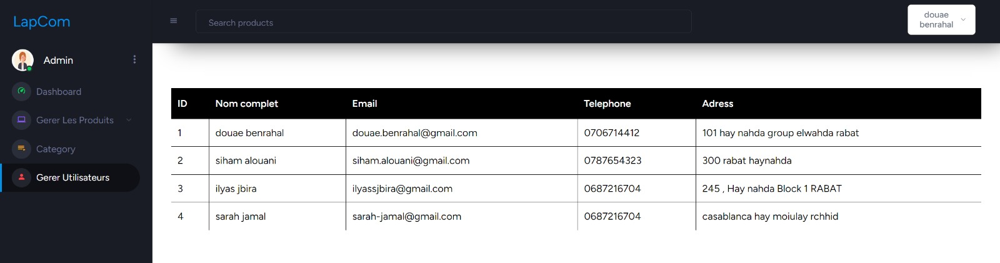 LapCom
Search products
douae
benrahal
Admin
Dashboard
Gerer Les Produits
Category
Gerer Utilisateurs
ID Nom complet Email Telephone Adress
1 douae benrahal douae.benrahal@gmail.com 0706714412 101 hay nahda group elwahda rabat
2 siham alouani siham.alouani@gmail.com 0787654323 300 rabat haynahda
3 ilyas jbira ilyassjbira@gmail.com 0687216704 245 , Hay nahda Block 1 RABAT
4 sarah jamal sarah-jamal@gmail.com 0687216704 casablanca hay moiulay rchhid